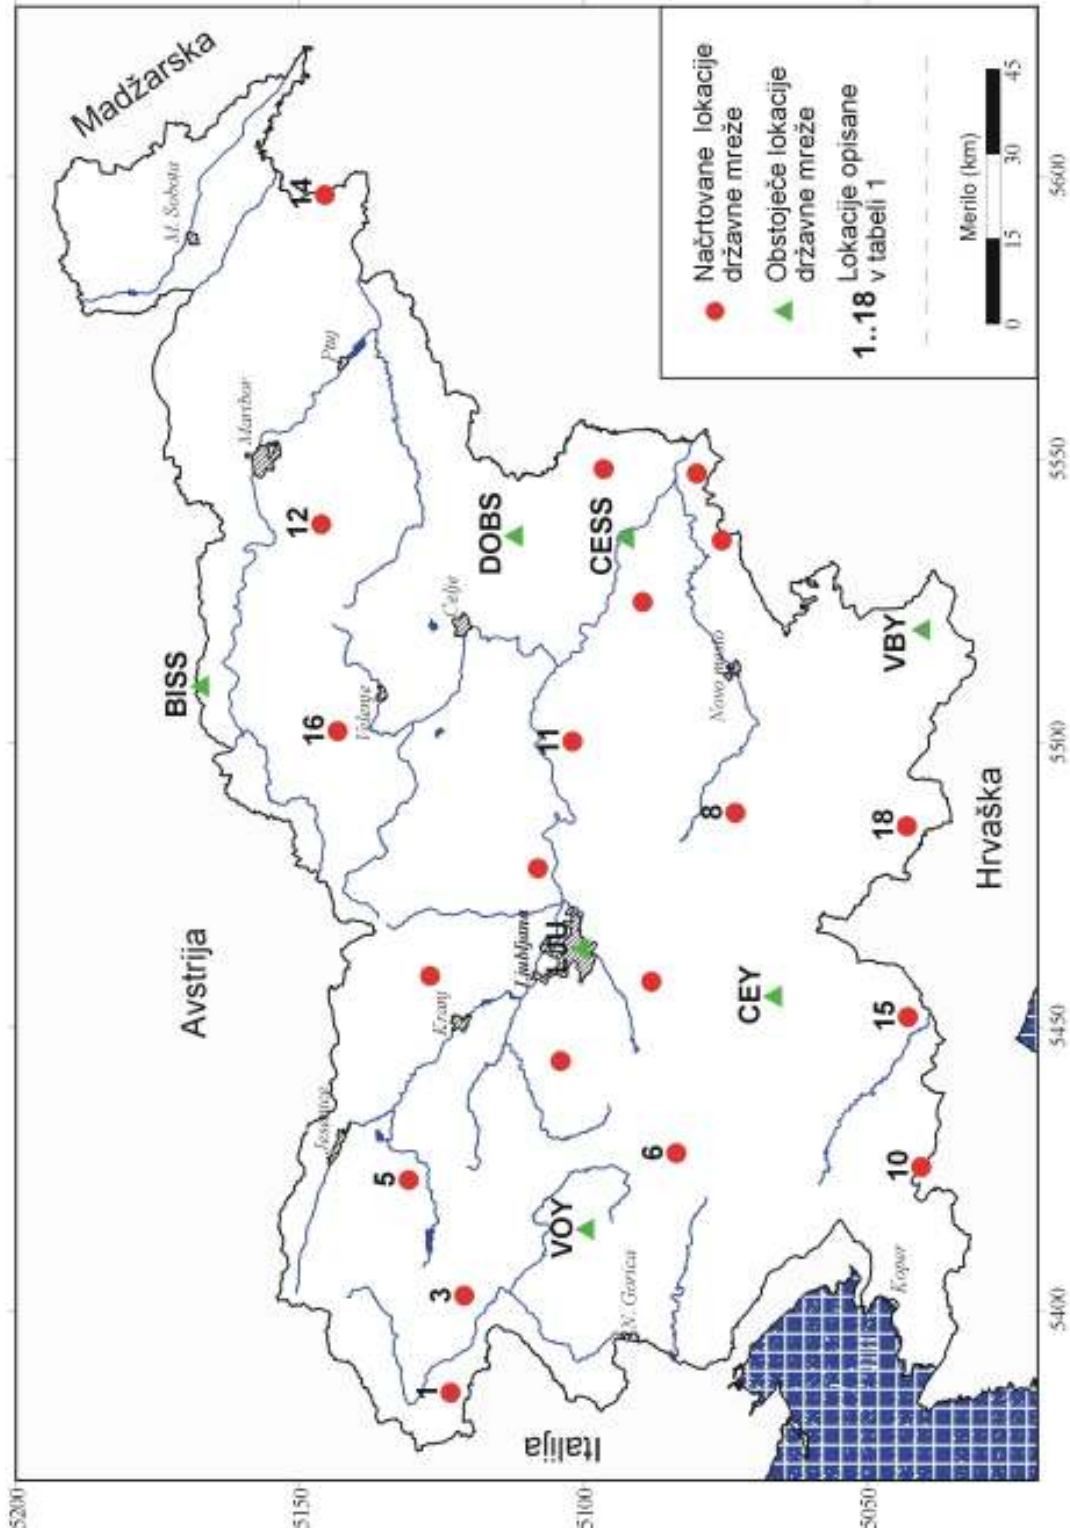 Madžarska
M. Sobota
14
Maribor
Ptuj
12
BISS
DOBS
CESS
Celje
16
Velenje
11
Novo mesto
VBY
8
18
Hrvaška
Avstrija
Kranj
Ljubljana
LJU
CEY
15
Jesenice
5
6
10
VOY
3
N. Gorica
Koper
1
Italija
Načrtovane lokacije
državne mreže
Obstoječe lokacije
državne mreže
1..18 Lokacije opisane
v tabeli 1
Merilo (km)
0 15 30 45
5200
5150
5100
5050
5400
5450
5500
5550
5600